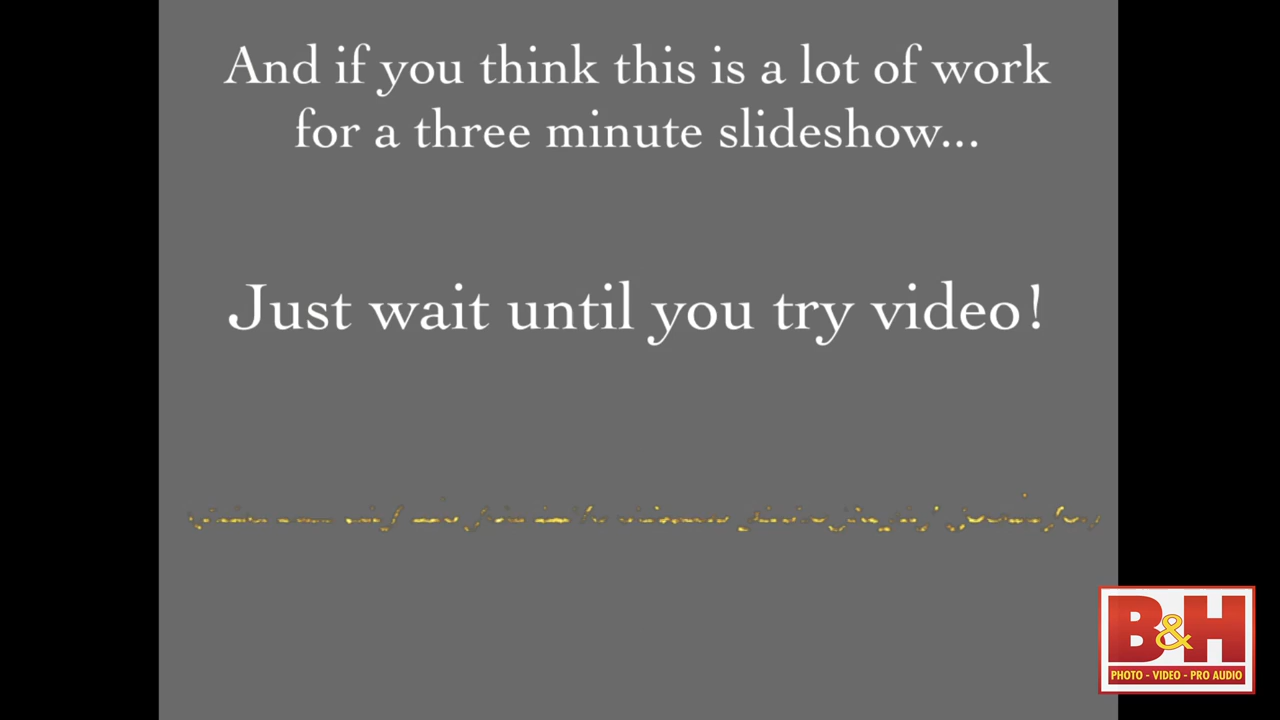 And if you think this is a lot of work
for a three minute slideshow...
Just wait until you try video!
B&H
PHOTO - VIDEO - PRO AUDIO